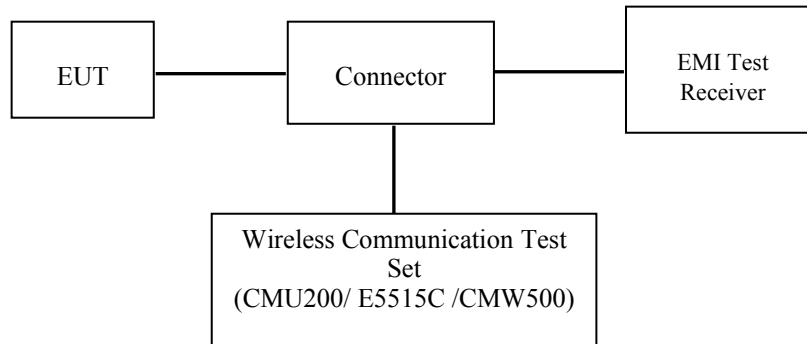 EUT
Connector
EMI Test
Receiver
Wireless Communication Test
Set
(CMU200/ E5515C /CMW500)